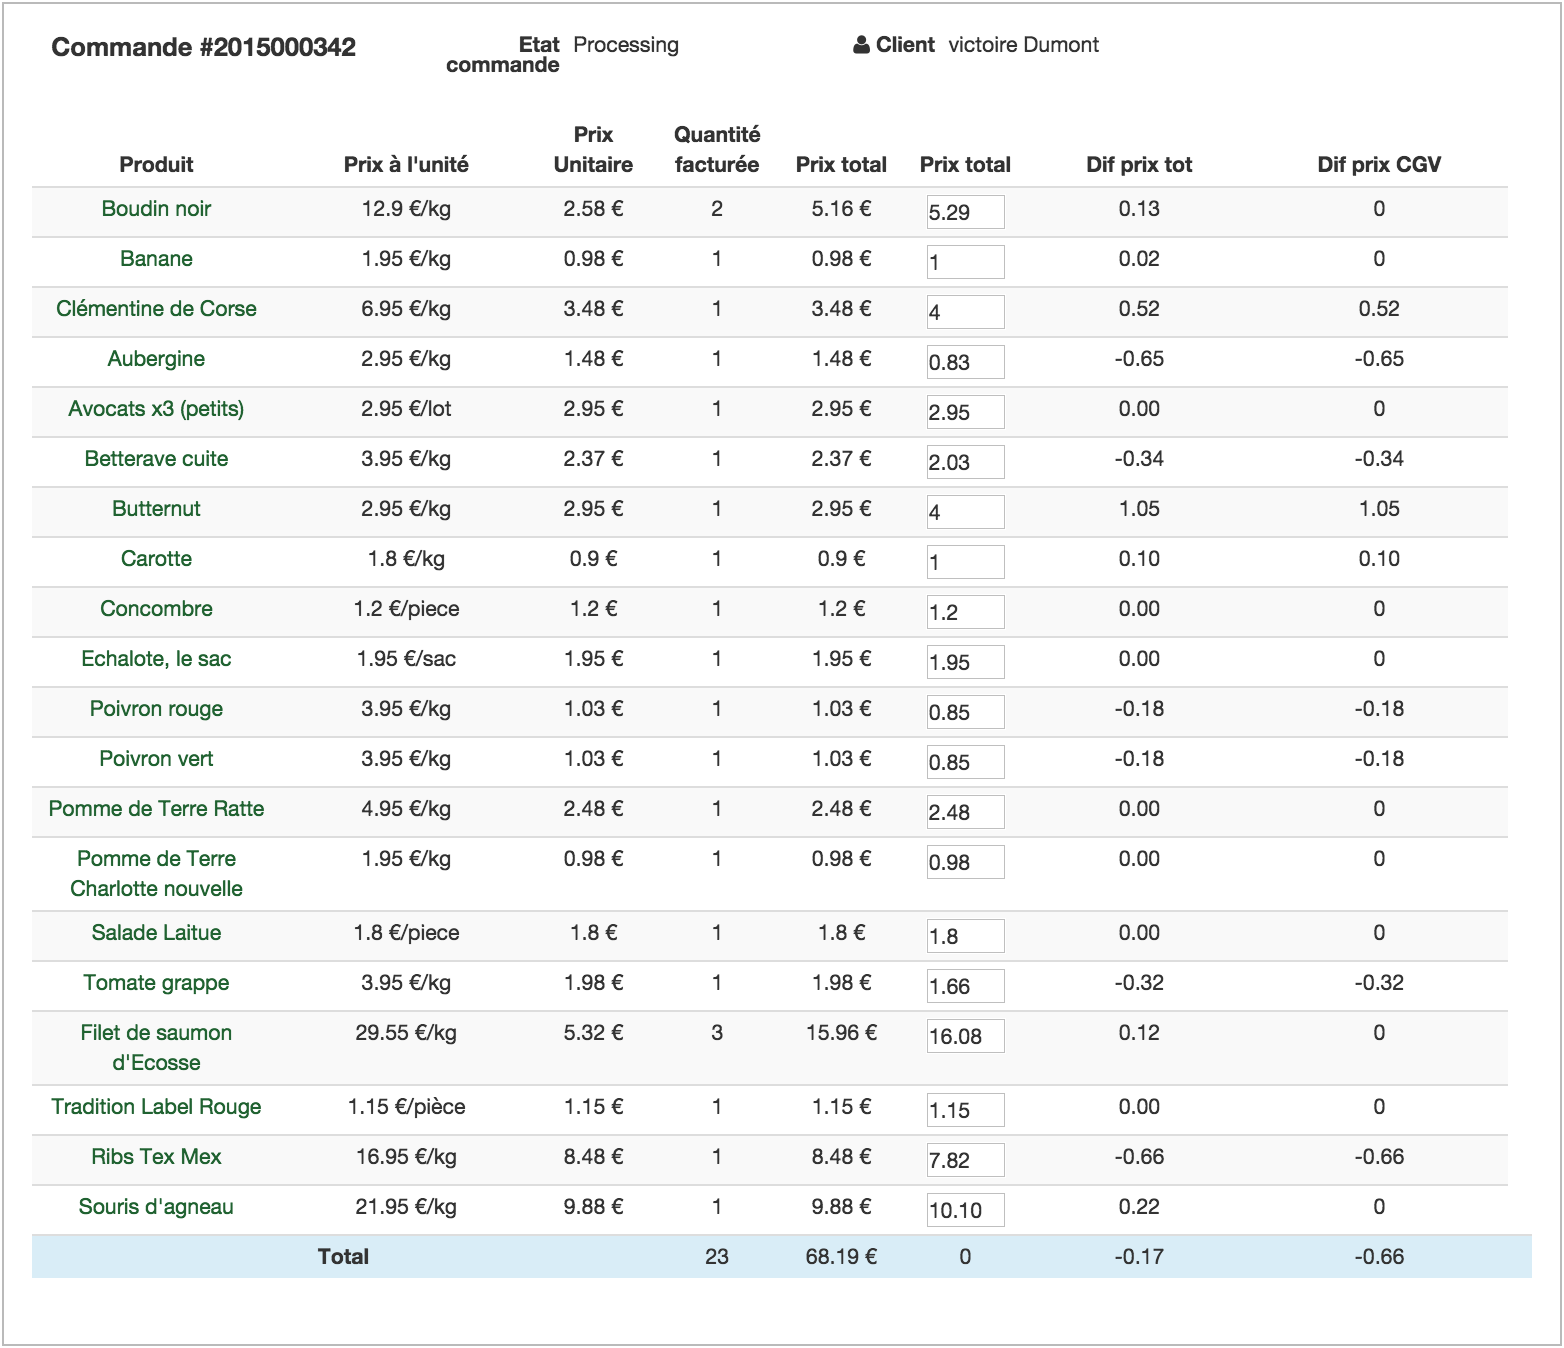 Commande #2015000342 Etat commande Processing Client victoire Dumont
Produit Prix à l'unité Prix Unitaire Quantité facturée Prix total Prix total Dif prix tot Dif prix CGV
Boudin noir 12.9 €/kg 2.58 € 2 5.16 € 5.29 0.13 0
Banane 1.95 €/kg 0.98 € 1 0.98 € 1 0.02 0
Clémentine de Corse 6.95 €/kg 3.48 € 1 3.48 € 4 0.52 0.52
Aubergine 2.95 €/kg 1.48 € 1 1.48 € 0.83 -0.65 -0.65
Avocats x3 (petits) 2.95 €/lot 2.95 € 1 2.95 € 2.95 0.00 0
Betterave cuite 3.95 €/kg 2.37 € 1 2.37 € 2.03 -0.34 -0.34
Butternut 2.95 €/kg 2.95 € 1 2.95 € 4 1.05 1.05
Carotte 1.8 €/kg 0.9 € 1 0.9 € 1 0.10 0.10
Concombre 1.2 €/piece 1.2 € 1 1.2 € 1.2 0.00 0
Echalote, le sac 1.95 €/sac 1.95 € 1 1.95 € 1.95 0.00 0
Poivron rouge 3.95 €/kg 1.03 € 1 1.03 € 0.85 -0.18 -0.18
Poivron vert 3.95 €/kg 1.03 € 1 1.03 € 0.85 -0.18 -0.18
Pomme de Terre Ratte 4.95 €/kg 2.48 € 1 2.48 € 2.48 0.00 0
Pomme de Terre 1.95 €/kg 0.98 € 1 0.98 € 0.98 0.00 0
Charlotte nouvelle
Salade Laitue 1.8 €/piece 1.8 € 1 1.8 € 1.8 0.00 0
Tomate grappe 3.95 €/kg 1.98 € 1 1.98 € 1.66 -0.32 -0.32
Filet de saumon 29.55 €/kg 5.32 € 3 15.96 € 16.08 0.12 0
d'Ecosse
Tradition Label Rouge 1.15 €/pièce 1.15 € 1 1.15 € 1.15 0.00 0
Ribs Tex Mex 16.95 €/kg 8.48 € 1 8.48 € 7.82 -0.66 -0.66
Souris d'agneau 21.95 €/kg 9.88 € 1 9.88 € 10.10 0.22 0
Total 23 68.19 € 0 -0.17 -0.66